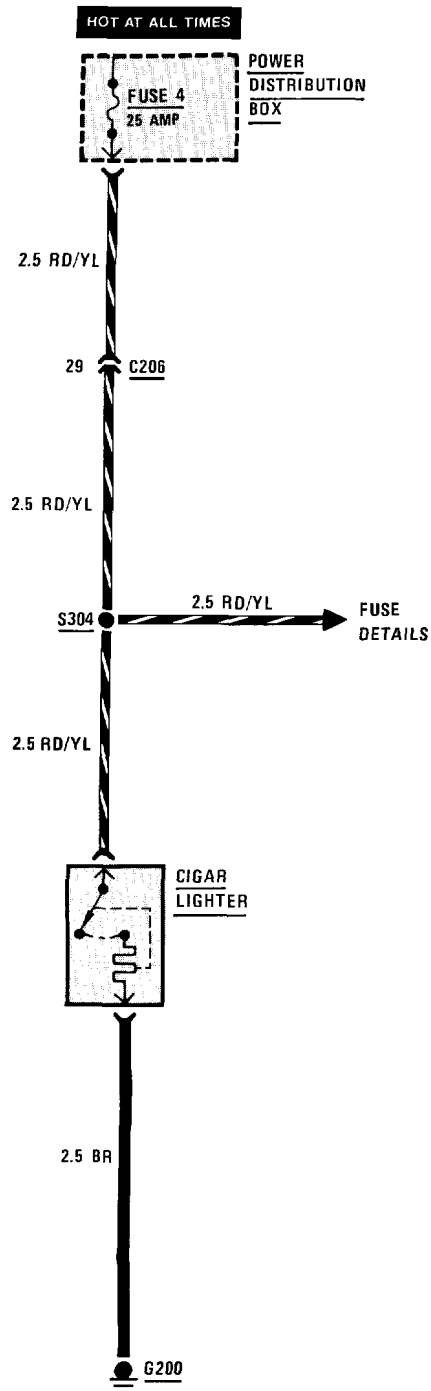 HOT AT ALL TIMES
POWER
DISTRIBUTION
BOX
FUSE 4
25 AMP
2.5 RD/YL
29
C206
2.5 RD/YL
S304
2.5 RD/YL
FUSE
DETAILS
2.5 RD/YL
CIGAR
LIGHTER
2.5 BR
G200